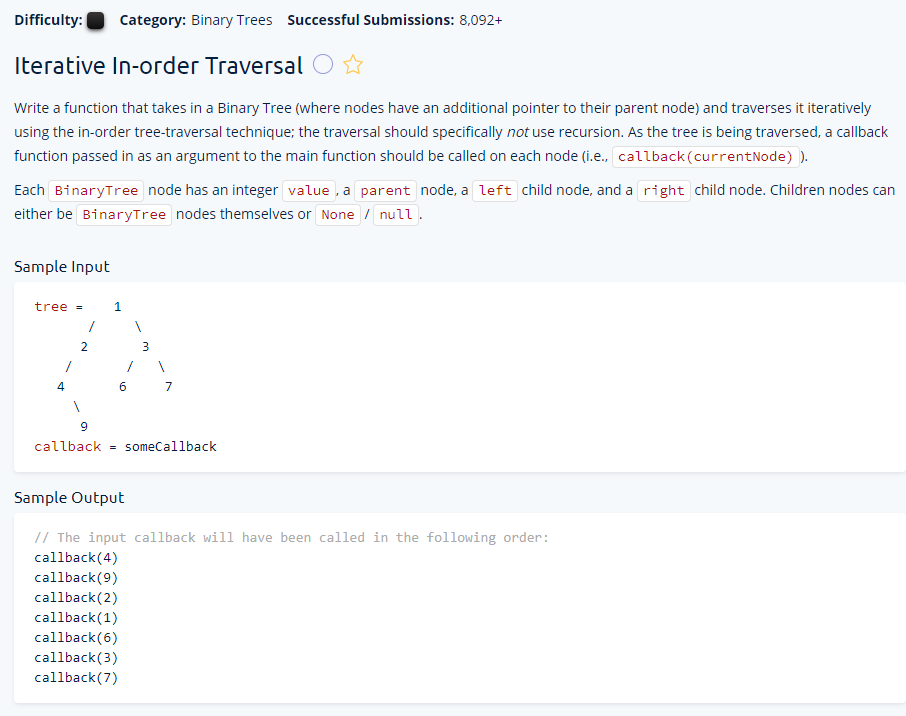 Difficulty: Category: Binary Trees Successful Submissions: 8,092+
Iterative In-order Traversal
Write a function that takes in a Binary Tree (where nodes have an additional pointer to their parent node) and traverses it iteratively
using the in-order tree-traversal technique; the traversal should specifically not use recursion. As the tree is being traversed, a callback
function passed in as an argument to the main function should be called on each node (i.e., callback(currentNode) ).
Each BinaryTree node has an integer value , a parent node, a left child node, and a right child node. Children nodes can
either be BinaryTree nodes themselves or None / null .
Sample Input
tree =    1
       /     \
      2       3
    /       /   \
   4       6     7
     \
      9
callback = someCallback
Sample Output
// The input callback will have been called in the following order:
callback(4)
callback(9)
callback(2)
callback(1)
callback(6)
callback(3)
callback(7)